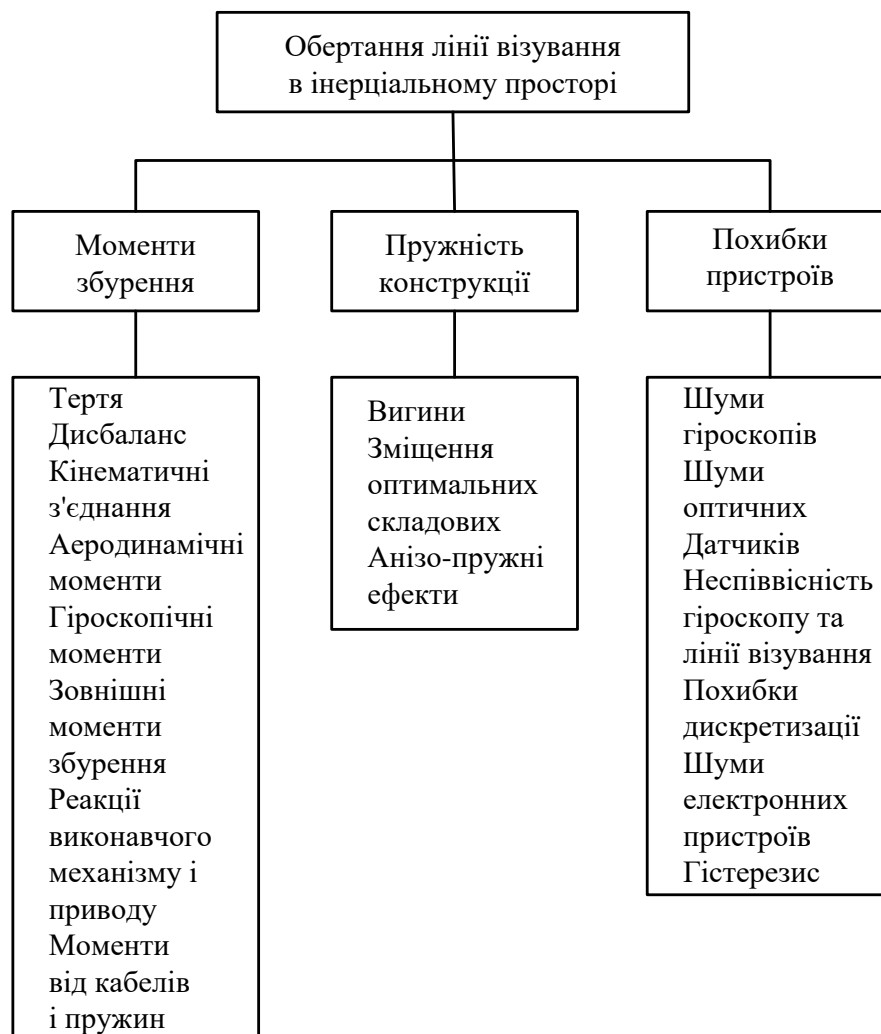 Обертання лінії візування
в інерціальному просторі
Моменти
збурення
Пружність
конструкції
Похибки
пристроїв
Тертя
Дисбаланс
Кінематичні
з'єднання
Аеродинамічні
моменти
Гіроскопічні
моменти
Зовнішні
моменти
збурення
Реакції
виконавчого
механізму і
приводу
Моменти
від кабелів
і пружин
Вигини
Зміщення
оптимальних
складових
Анізо-пружні
ефекти
Шуми
гіроскопів
Шуми
оптичних
Датчиків
Неспіввісність
гіроскопу та
лінії візування
Похибки
дискретизації
Шуми
електронних
пристроїв
Гістерезис